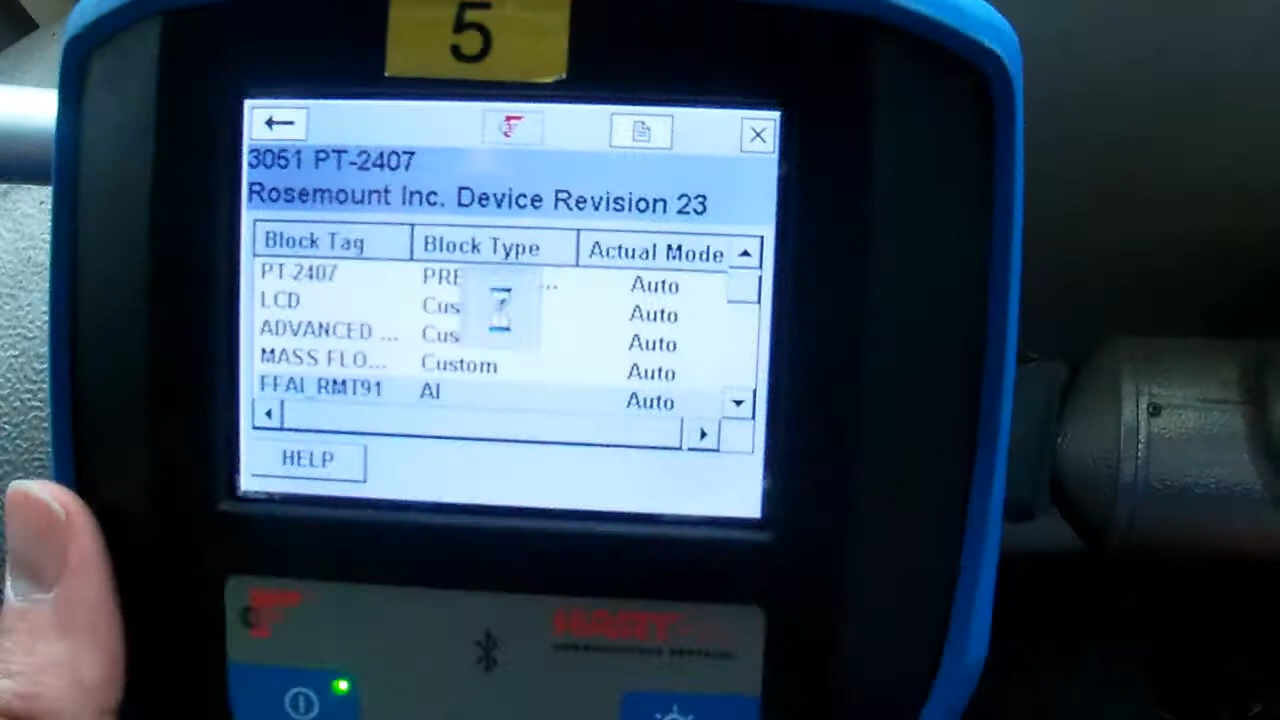 5
3051 PT-2407
Rosemount Inc. Device Revision 23
Block Tag Block Type Actual Mode
PT-2407 PRE ... Auto
LCD Cus Auto
ADVANCED ... Cus Auto
MASS FLO... Custom Auto
FFAI_RMT91 AI Auto
HELP
HART